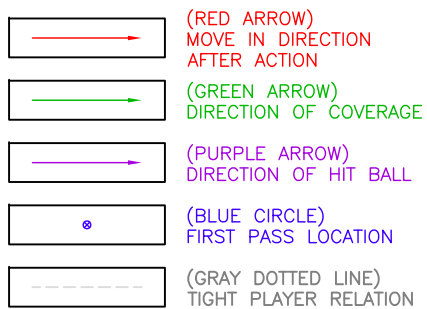 (RED ARROW)
MOVE IN DIRECTION
AFTER ACTION
(GREEN ARROW)
DIRECTION OF COVERAGE
(PURPLE ARROW)
DIRECTION OF HIT BALL
(BLUE CIRCLE)
FIRST PASS LOCATION
(GRAY DOTTED LINE)
TIGHT PLAYER RELATION